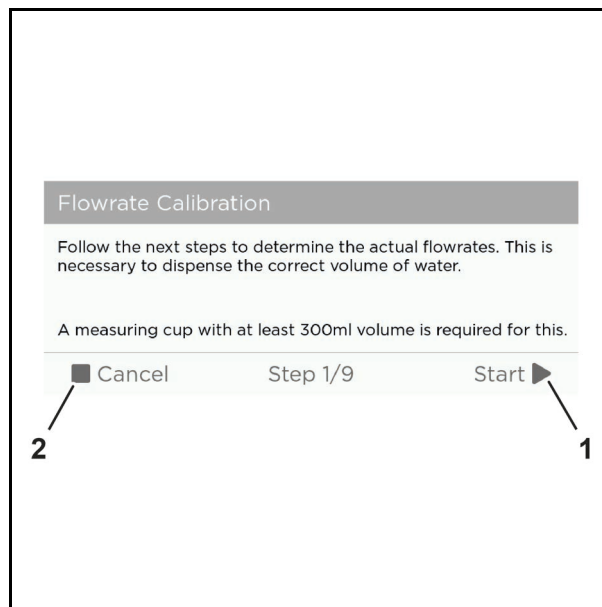 Flowrate Calibration
Follow the next steps to determine the actual flowrates. This is
necessary to dispense the correct volume of water.
A measuring cup with at least 300ml volume is required for this.
Cancel Step 1/9 Start
2 1